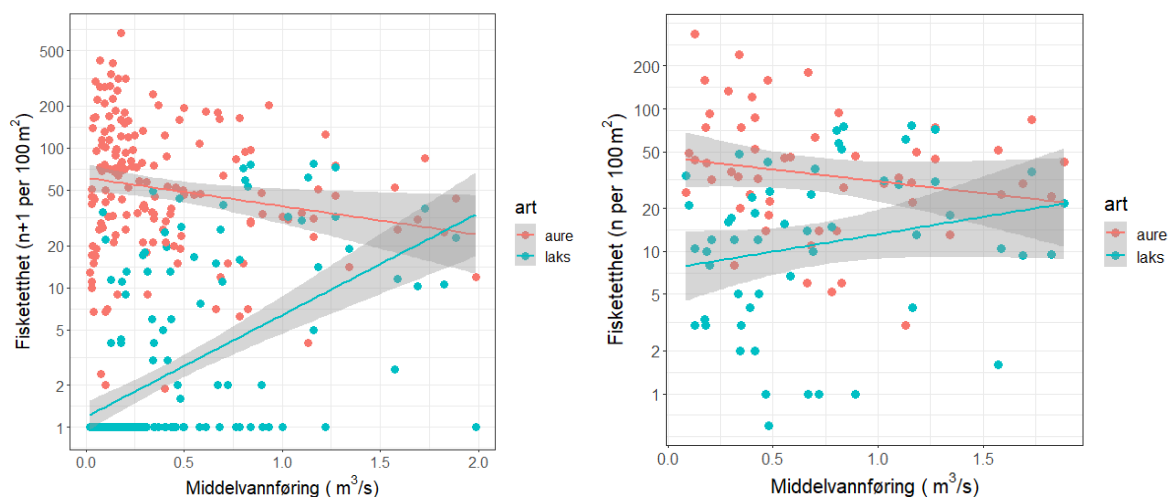 500
200
100
50
20
10
5
2
1
Fisketetthet (n+1 per 100 m²)
0.0 0.5 1.0 1.5 2.0
Middelvannføring ( m³/s)
art
aure
laks
200
100
50
20
10
5
2
1
Fisketetthet (n per 100 m²)
0.0 0.5 1.0 1.5
Middelvannføring ( m³/s)
art
aure
laks